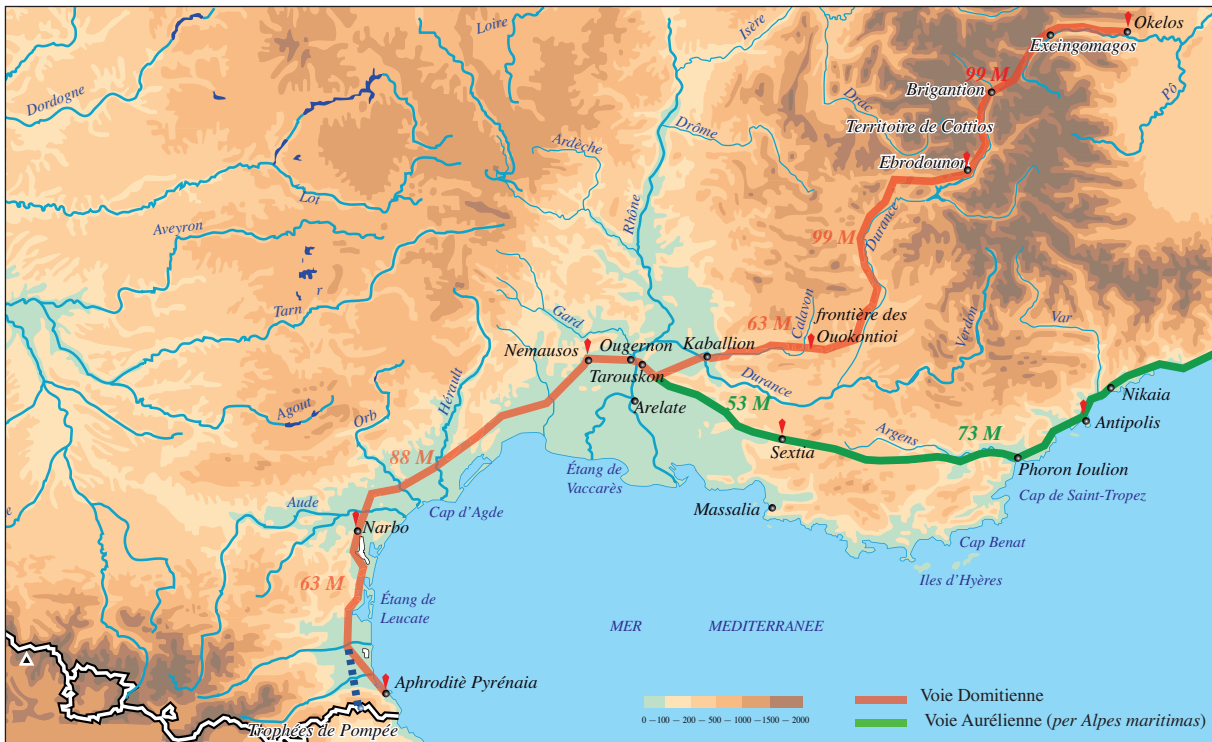 Loire
Isère
Okelos
Excingomagos
Pô
Dordogne
99 M
Brigantion
Drac
Drôme
Territoire de Cottios
Ardèche
Ebrodounon
Lot
Rhône
Durance
Aveyron
99 M
Tarn
r
Gard
63 M
Calavon
frontière des
Ouokontioi
Verdon
Var
Nemausos
Ougernon
Kaballion
Tarouskon
Durance
Nikaia
Agout
Orb
Hérault
Arelate
53 M
Antipolis
Argens
73 M
Sextia
88 M
Phoron Ioulion
Étang de
Vaccarès
Cap de Saint-Tropez
Aude
Cap d’Agde
Massalia
Narbo
Cap Benat
Iles d’Hyères
63 M
Étang de
Leucate
MER MEDITERRANEE
Aphroditè Pyrénaia
Voie Domitienne
0 – 100 – 200 – 500 – 1000 – 1500 – 2000
Voie Aurélienne (per Alpes maritimas)
Trophées de Pompée